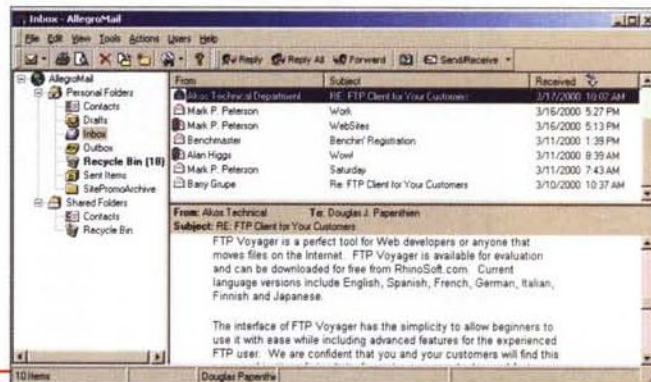 Inbox - AllegroMail
File Edit View Tools Actions Users Help
Reply Reply All Forward Send/Receive
AllegroMail
Personal Folders
Contacts
Drafts
Inbox
Outbox
Recycle Bin (18)
Sent Items
SitePromoArchive
Shared Folders
Contacts
Recycle Bin
From Subject Received
Akos Technical Department RE: FTP Client for Your Customers 3/17/2000 10:07 AM
Mark P. Peterson Work 3/16/2000 5:27 PM
Mark P. Peterson WebSites 3/16/2000 5:13 PM
Benchmaster Benchin' Registration 3/11/2000 1:39 PM
Alan Higgs Wow! 3/11/2000 8:39 AM
Mark P. Peterson Saturday 3/11/2000 7:43 AM
Barry Grupe Re: FTP Client for Your Customers 3/10/2000 10:37 AM
From: Akos Technical To: Douglas J. Papenthien
Subject: RE: FTP Client for Your Customers
FTP Voyager is a perfect tool for Web developers or anyone that
moves files on the Internet. FTP Voyager is available for evaluation
and can be downloaded for free from RhinoSoft.com. Current
language versions include English, Spanish, French, German, Italian,
Finnish and Japanese.
The interface of FTP Voyager has the simplicity to allow beginners to
use it with ease while including advanced features for the experienced
FTP user. We are confident that you and your customers will find this
10 Items Douglas Papenthie